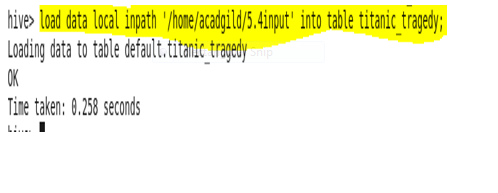 hive> load data local inpath '/home/acadgild/5.4input' into table titanic_tragedy;
Loading data to table default.titanic_tragedy
OK
Time taken: 0.258 seconds